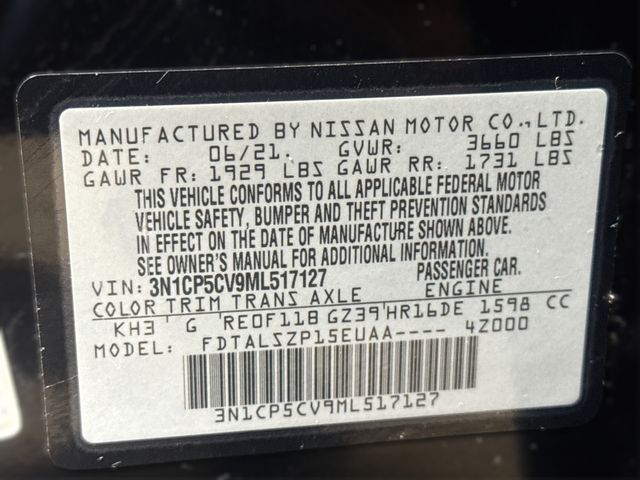 MANUFACTURED BY NISSAN MOTOR CO., LTD.
DATE: 06/21. GVWR: 3660 LBS
GAWR FR: 1929 LBS GAWR RR: 1731 LBS
THIS VEHICLE CONFORMS TO ALL APPLICABLE FEDERAL MOTOR
VEHICLE SAFETY, BUMPER AND THEFT PREVENTION STANDARDS
IN EFFECT ON THE DATE OF MANUFACTURE SHOWN ABOVE.
SEE OWNER'S MANUAL FOR ADDITIONAL INFORMATION.
VIN: 3N1CP5CV9ML517127 PASSENGER CAR.
COLOR TRIM TRANS AXLE ENGINE
KH3 G RE0F11B GZ39 HR16DE 1598 CC
FDTALSZP15EUAA---- 4Z000
3N1CP5CV9ML517127